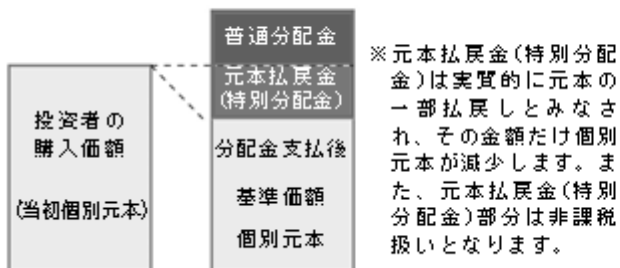 投資者の
購入価額
(当初個別元本)
普通分配金
元本払戻金
(特別分配金)
分配金支払後
基準価額
個別元本
※元本払戻金(特別分配
金)は実質的に元本の
一部払戻しとみなさ
れ、その金額だけ個別
元本が減少します。ま
た、元本払戻金(特別
分配金)部分は非課税
扱いとなります。